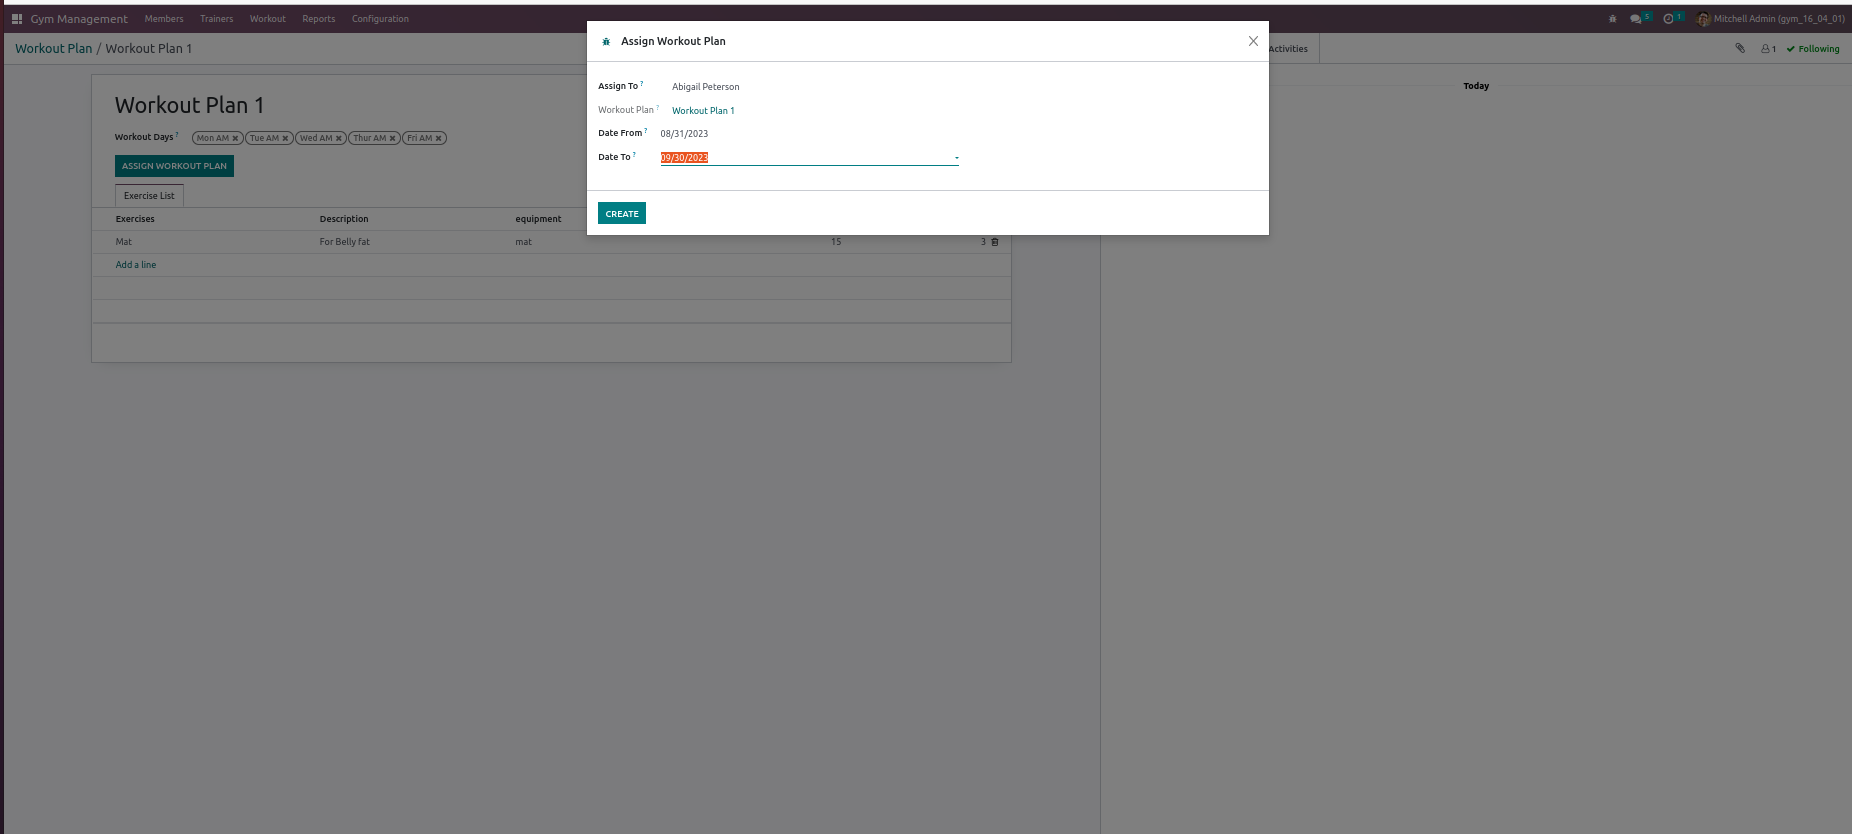 Gym Management Members Trainers Workout Reports Configuration 5 1 Mitchell Admin (gym_16_04_01)
Workout Plan / Workout Plan 1 Activities 1 Following
Assign Workout Plan
Assign To ? Abigail Peterson
Workout Plan ? Workout Plan 1
Date From ? 08/31/2023
Date To ? 09/30/2023
CREATE
Today
Workout Plan 1
Workout Days ? Mon AM Tue AM Wed AM Thur AM Fri AM
ASSIGN WORKOUT PLAN
Exercise List
Exercises Description equipment
Mat For Belly fat mat 15 3
Add a line